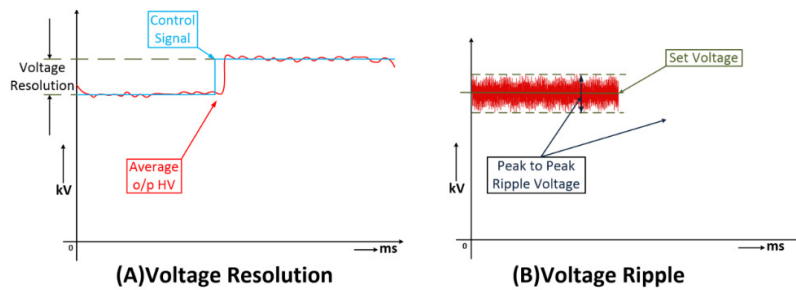 Control
Signal
Voltage
Resolution
Average
o/p HV
kV
0
ms
(A)Voltage Resolution
Set Voltage
Peak to Peak
Ripple Voltage
kV
0
ms
(B)Voltage Ripple